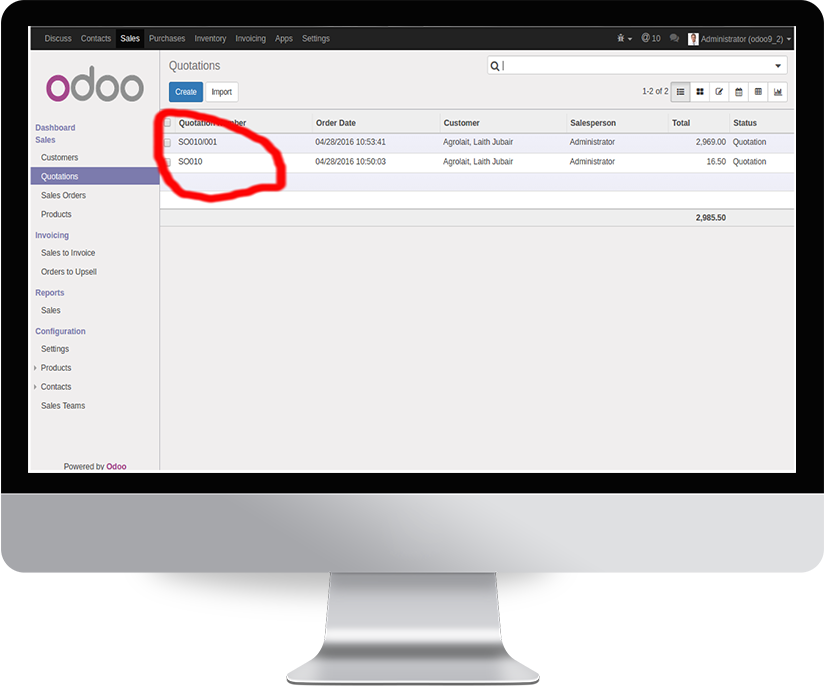 Discuss Contacts Sales Purchases Inventory Invoicing Apps Settings @ 10 Administrator (odoo9_2)
odoo
Quotations
Create Import 1-2 of 2
Dashboard
Sales
Customers
Quotations
Sales Orders
Products
Invoicing
Sales to Invoice
Orders to Upsell
Reports
Sales
Configuration
Settings
Products
Contacts
Sales Teams
Powered by Odoo
Quotation Order Date Customer Salesperson Total Status
SO010/001 04/28/2016 10:53:41 Agrolait, Laith Jubair Administrator 2,969.00 Quotation
SO010 04/28/2016 10:50:03 Agrolait, Laith Jubair Administrator 16.50 Quotation
2,985.50